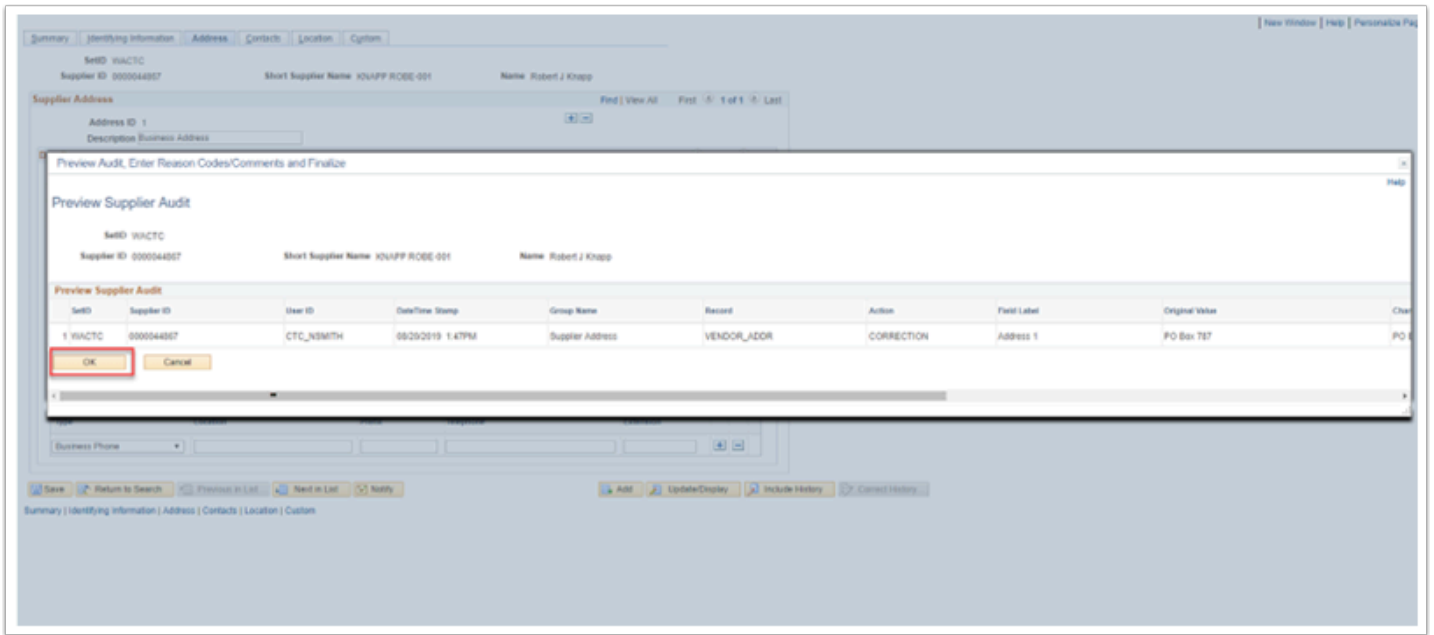 New Window | Help | Personalize Pag
Summary Identifying Information Address Contacts Location Custom
SetID WACTC
Supplier ID 0000044867 Short Supplier Name KNAPP ROBE-001 Name Robert J Knapp
Supplier Address Find | View All First 1 of 1 Last
Address ID 1
Description Business Address
Preview Audit, Enter Reason Codes/Comments and Finalize
Help
Preview Supplier Audit
SetID WACTC
Supplier ID 0000044867 Short Supplier Name KNAPP ROBE-001 Name Robert J Knapp
Preview Supplier Audit
SetID Supplier ID User ID DateTime Stamp Group Name Record Action Field Label Original Value Chan
1 WACTC 0000044867 CTC_NSMITH 08/20/2019 1:47PM Supplier Address VENDOR_ADDR CORRECTION Address 1 PO Box 787 PO B
OK Cancel
Business Phone
Save Return to Search Previous in List Next in List Notify Add Update/Display Include History Correct History
Summary | Identifying Information | Address | Contacts | Location | Custom